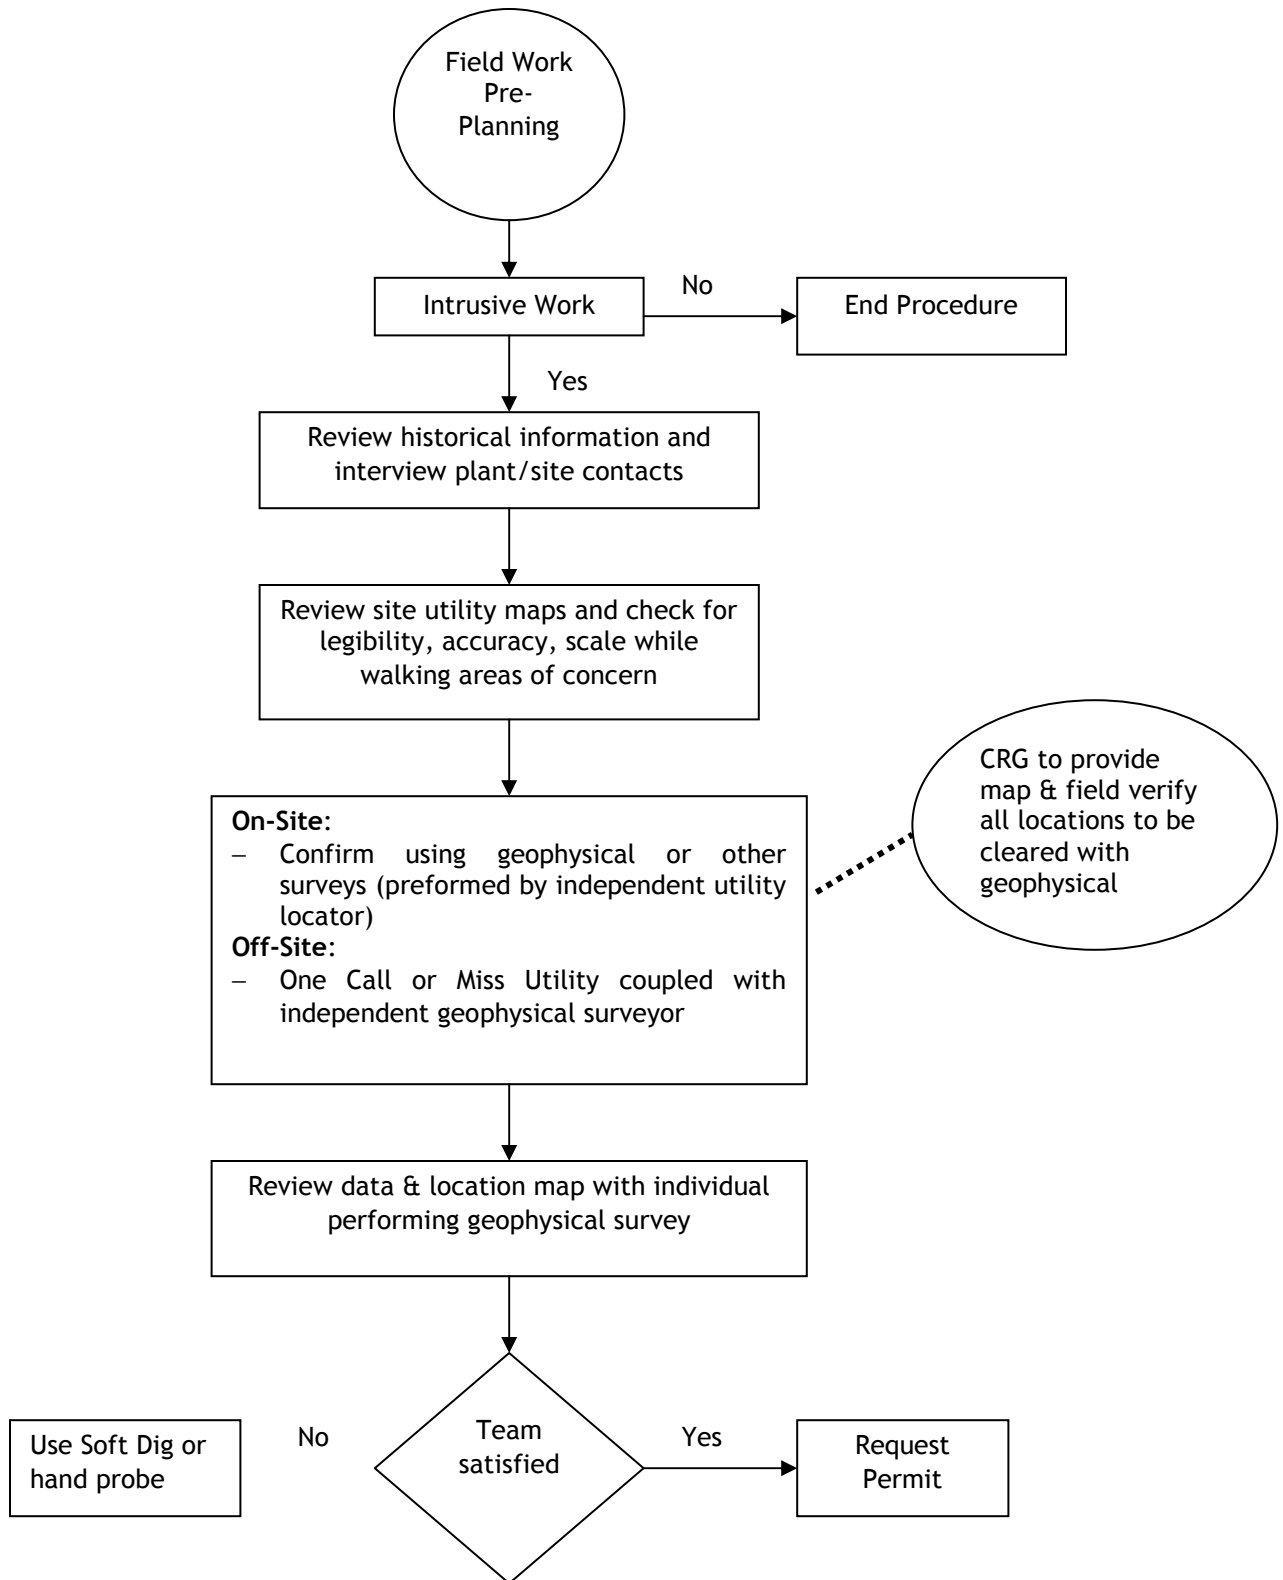 Field Work
Pre-
Planning
Intrusive Work
No
End Procedure
Yes
Review historical information and
interview plant/site contacts
Review site utility maps and check for
legibility, accuracy, scale while
walking areas of concern
On-Site:
– Confirm using geophysical or other
surveys (preformed by independent utility
locator)
Off-Site:
– One Call or Miss Utility coupled with
independent geophysical surveyor
CRG to provide
map & field verify
all locations to be
cleared with
geophysical
Review data & location map with individual
performing geophysical survey
Use Soft Dig or
hand probe
No
Team
satisfied
Yes
Request
Permit